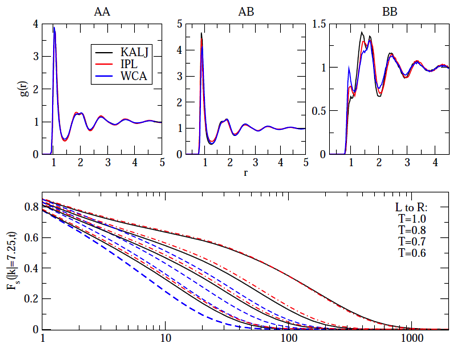 AA AB BB
4 5 1.5
3 4 1
2 3 0.5
1 2 0
0 1
0
g(r)
KALJ
IPL
WCA
1 2 3 4 5 1 2 3 4 5 1 2 3 4
r
0.8
0.6
0.4
0.2
0
F_s(|k|=7.25,t)
L to R:
T=1.0
T=0.8
T=0.7
T=0.6
1 10 100 1000